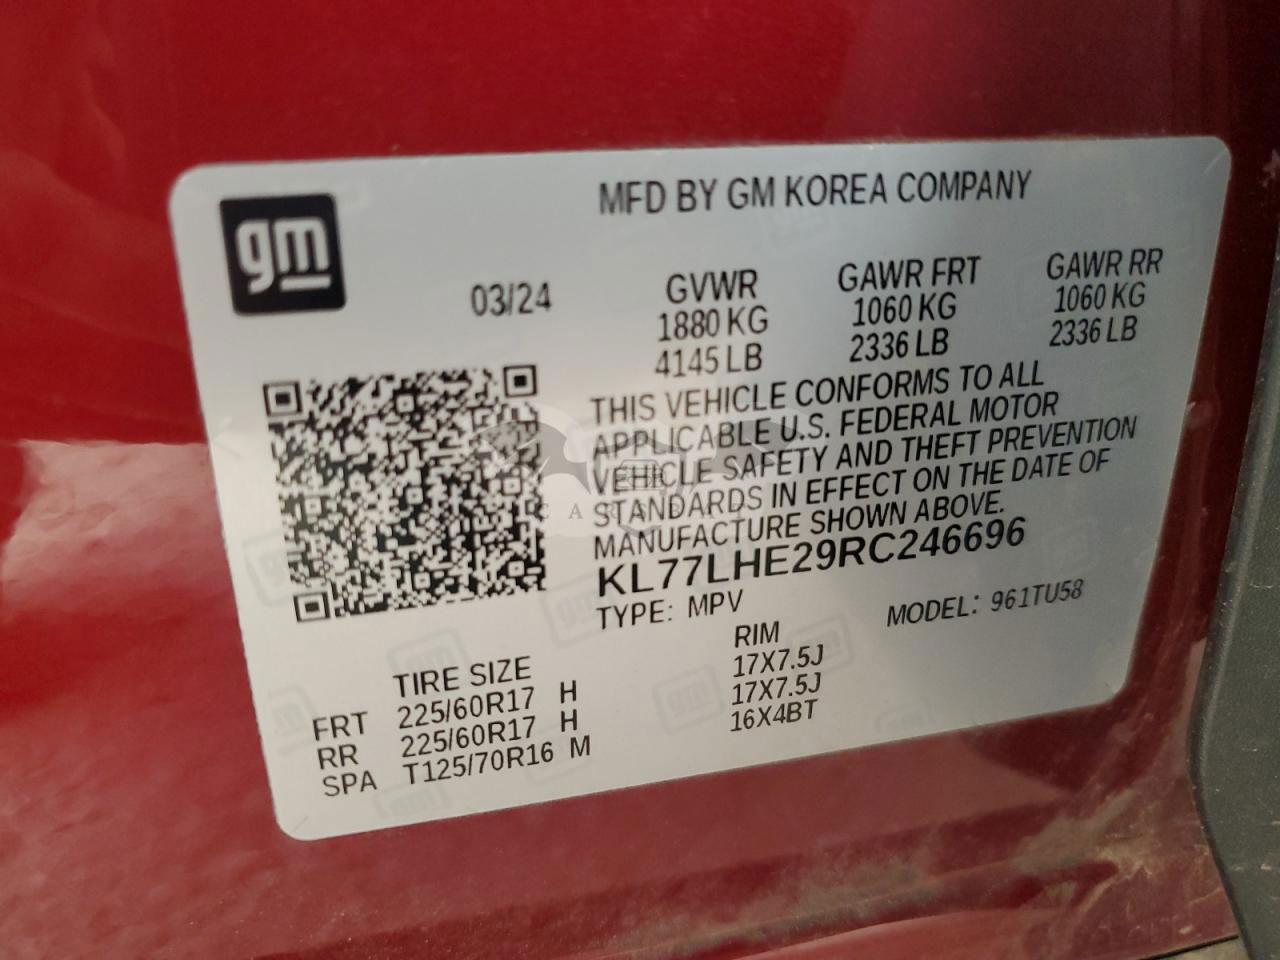 MFD BY GM KOREA COMPANY
gm
03/24
GVWR GAWR FRT GAWR RR
1880 KG 1060 KG 1060 KG
4145 LB 2336 LB 2336 LB
THIS VEHICLE CONFORMS TO ALL
APPLICABLE U.S. FEDERAL MOTOR
VEHICLE SAFETY AND THEFT PREVENTION
STANDARDS IN EFFECT ON THE DATE OF
MANUFACTURE SHOWN ABOVE.
KL77LHE29RC246696
TYPE: MPV MODEL: 961TU58
TIRE SIZE RIM
FRT 225/60R17 H 17X7.5J
RR 225/60R17 H 17X7.5J
SPA T125/70R16 M 16X4BT